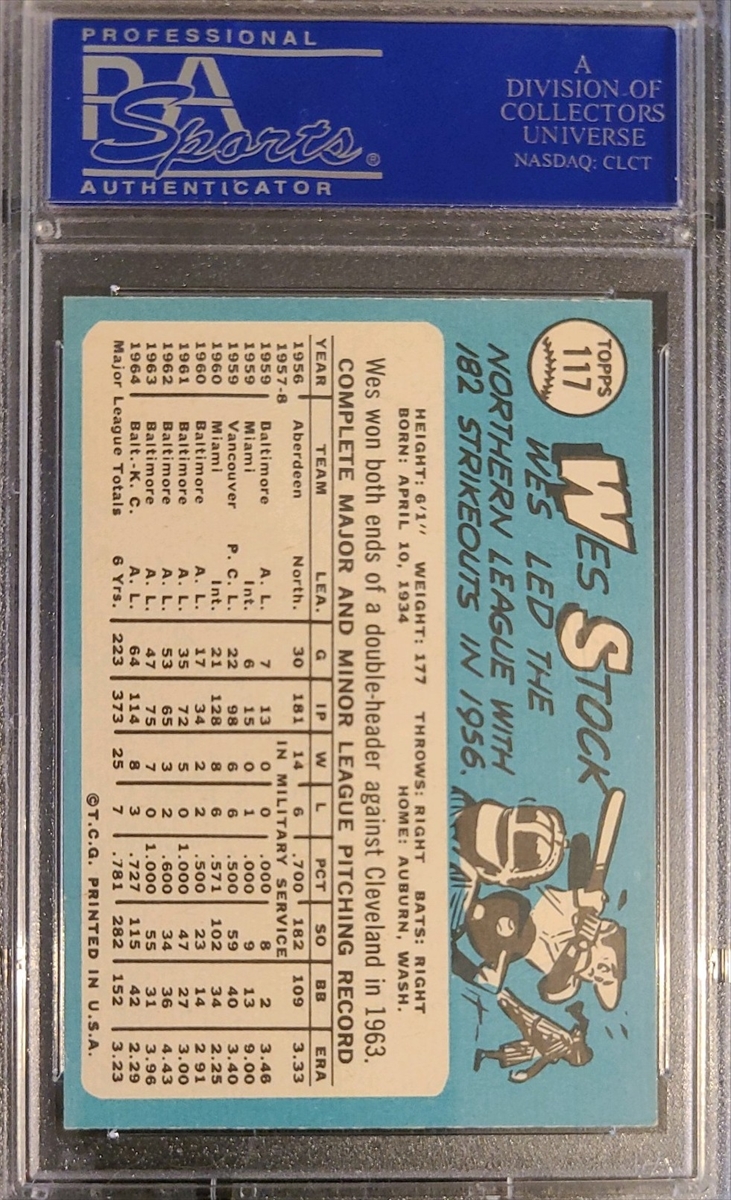 PROFESSIONAL
PSA
Sports®
AUTHENTICATOR
A
DIVISION OF
COLLECTORS
UNIVERSE
NASDAQ: CLCT
TOPPS
117
WES STOCK
WES LED THE
NORTHERN LEAGUE WITH
182 STRIKEOUTS IN 1956.
HEIGHT: 6'1" WEIGHT: 177 THROWS: RIGHT BATS: RIGHT
BORN: APRIL 10, 1934 HOME: AUBURN, WASH.
Wes won both ends of a double-header against Cleveland in 1963.
COMPLETE MAJOR AND MINOR LEAGUE PITCHING RECORD
YEAR TEAM LEA. G IP W L PCT SO BB ERA
1956 Aberdeen North. 30 181 14 6 .700 182 109 3.33
1957-8 IN MILITARY SERVICE
1959 Baltimore A. L. 7 13 0 0 .000 8 2 3.46
1959 Miami Int. 6 15 0 1 .000 9 13 9.00
1959 Vancouver P. C. L. 22 98 6 6 .500 59 40 3.40
1960 Miami Int. 21 128 8 6 .571 102 34 2.25
1960 Baltimore A. L. 17 34 2 2 .500 23 14 2.91
1961 Baltimore A. L. 35 72 5 0 1.000 47 27 3.00
1962 Baltimore A. L. 53 65 3 2 .600 34 36 4.43
1963 Baltimore A. L. 47 75 7 0 1.000 55 31 3.96
1964 Balt.-K. C. A. L. 64 114 8 3 .727 115 42 2.29
Major League Totals 6 Yrs. 223 373 25 7 .781 282 152 3.23
©T.C.G. PRINTED IN U.S.A.